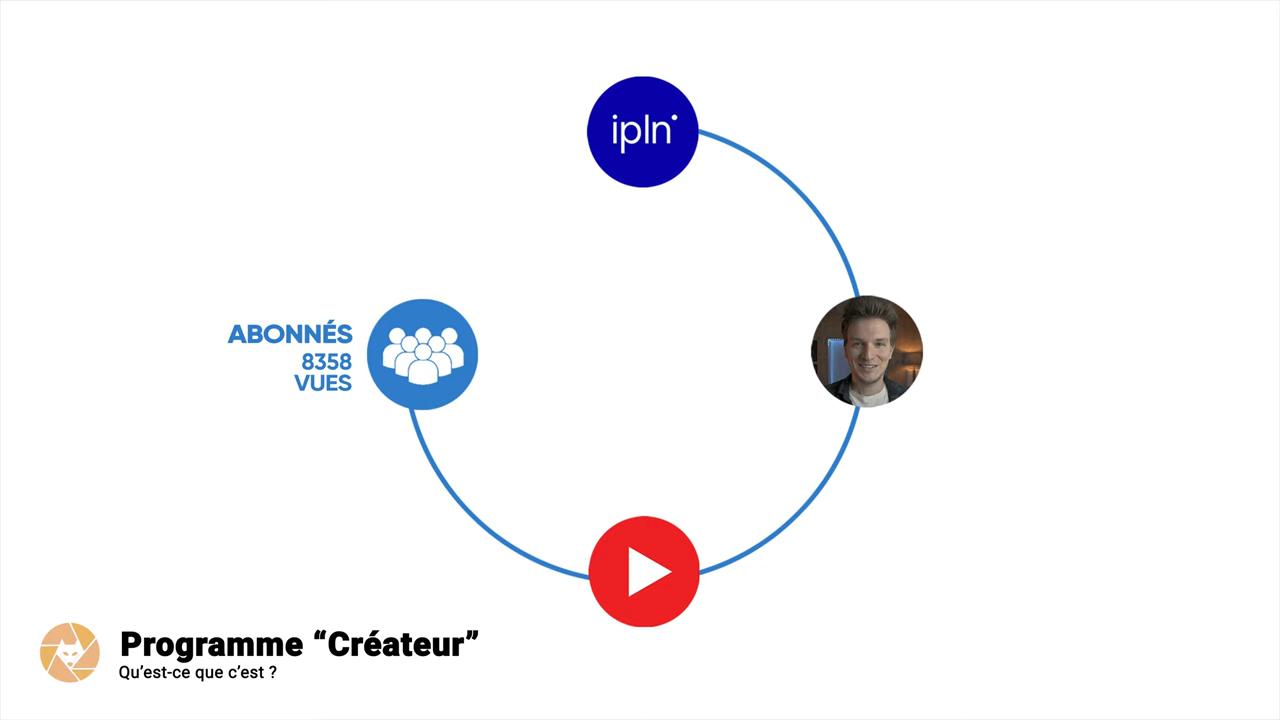 ipln
ABONNÉS
8358
VUES
Programme “Créateur”
Qu’est-ce que c’est ?